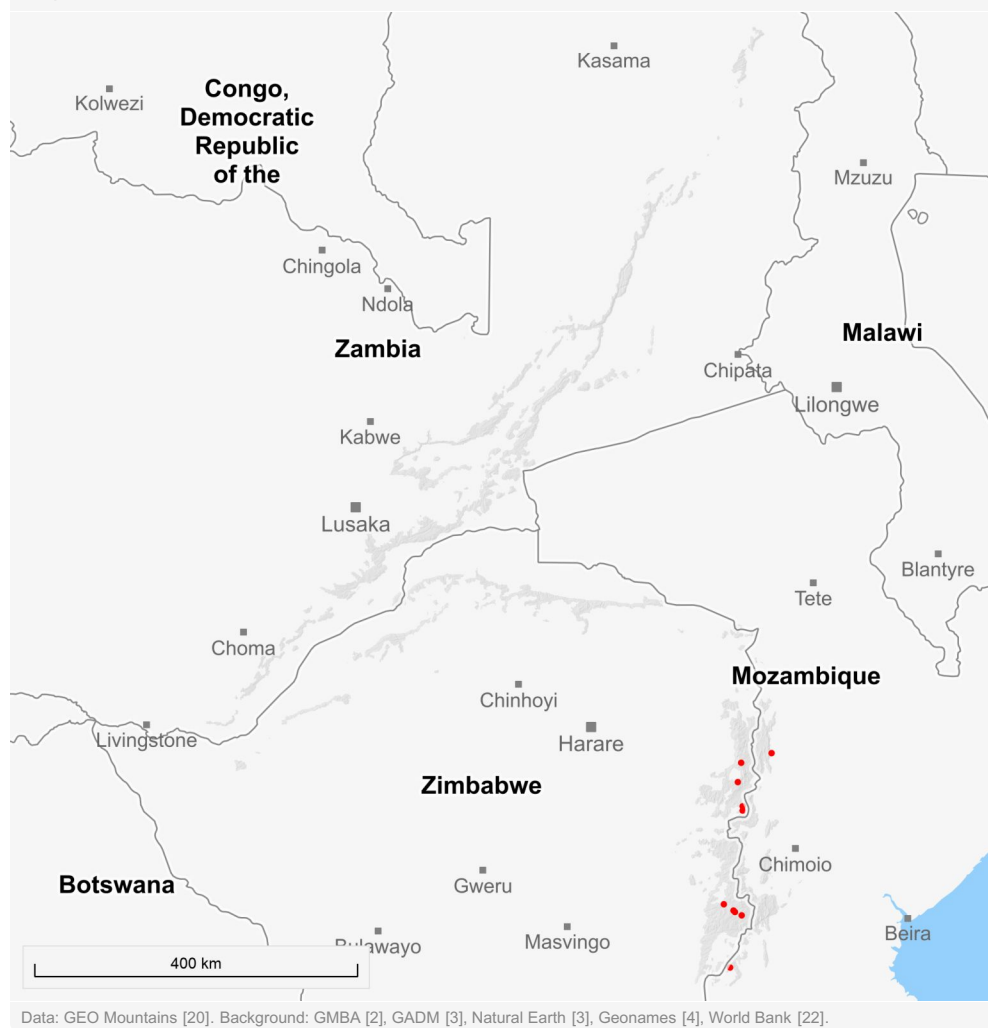 Kasama
Kolwezi
Congo,
Democratic
Republic
of the
Mzuzu
Chingola
Ndola
Zambia
Malawi
Chipata
Lilongwe
Kabwe
Lusaka
Blantyre
Tete
Choma
Mozambique
Chinhoyi
Livingstone
Harare
Zimbabwe
Chimoio
Botswana
Gweru
Beira
Bulawayo
Masvingo
400 km
Data: GEO Mountains [20]. Background: GMBA [2], GADM [3], Natural Earth [3], Geonames [4], World Bank [22].